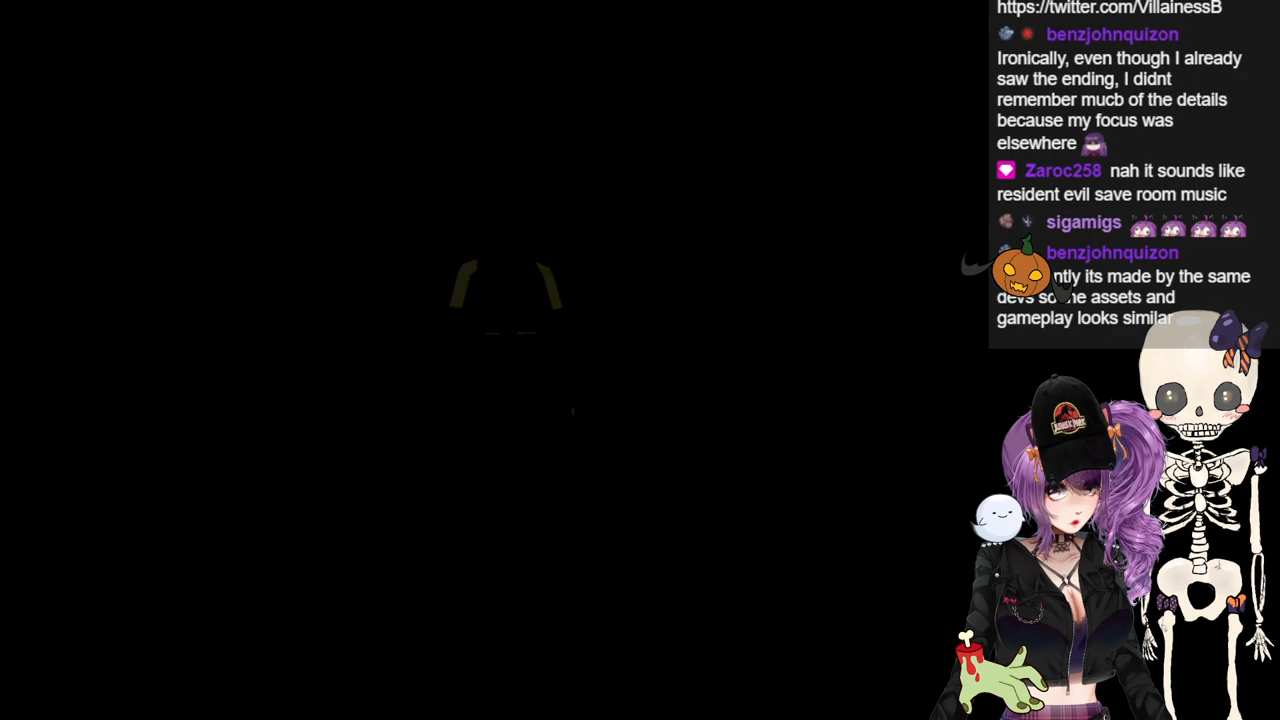 https://twitter.com/VillainessB
benzjohnquizon
Ironically, even though I already
saw the ending, I didnt
remember mucb of the details
because my focus was
elsewhere
Zaroc258 nah it sounds like
resident evil save room music
sigamigs
benzjohnquizon
ntly its made by the same
devs some assets and
gameplay looks similar